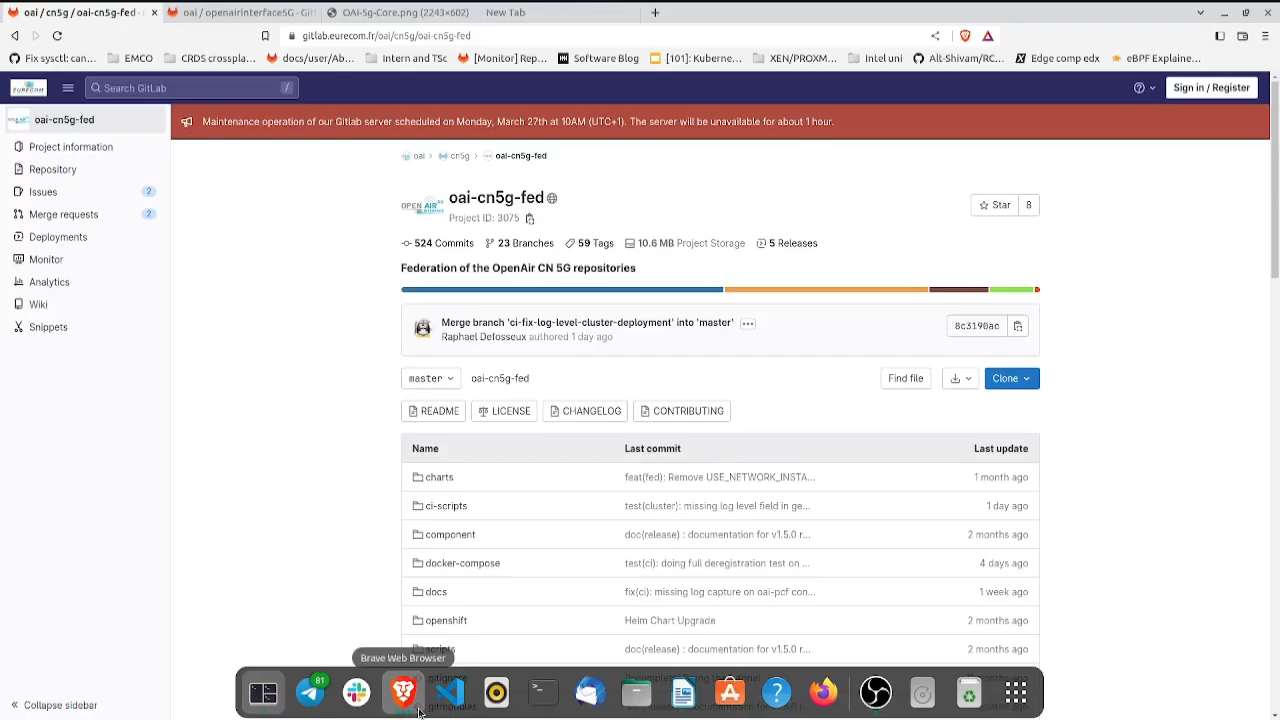 oai / cn5g / oai-cn5g-fed ·
oai / openairinterface5G · Git
OAI-5g-Core.png (2243×602)
New Tab
gitlab.eurecom.fr/oai/cn5g/oai-cn5g-fed
Fix sysctl: can...
EMCO
CRDS crosspla...
docs/user/Ab...
Intern and TSc
[Monitor] Rep...
Software Blog
[101]: Kuberne...
XEN/PROXM...
Intel uni
Alt-Shivam/RC...
Edge comp edx
eBPF Explaine...
EURECOM
Search GitLab /
Sign in / Register
oai-cn5g-fed
Maintenance operation of our Gitlab server scheduled on Monday, March 27th at 10AM (UTC+1). The server will be unavailable for about 1 hour.
Project information
Repository
Issues 2
Merge requests 2
Deployments
Monitor
Analytics
Wiki
Snippets
Collapse sidebar
oai > cn5g > oai-cn5g-fed
OPEN AIR
oai-cn5g-fed
Project ID: 3075
Star 8
524 Commits 23 Branches 59 Tags 10.6 MB Project Storage 5 Releases
Federation of the OpenAir CN 5G repositories
Merge branch 'ci-fix-log-level-cluster-deployment' into 'master'
Raphael Defosseux authored 1 day ago
8c3190ac
master oai-cn5g-fed Find file Clone
README LICENSE CHANGELOG CONTRIBUTING
Name Last commit Last update
charts feat(fed): Remove USE_NETWORK_INSTA... 1 month ago
ci-scripts test(cluster): missing log level field in ge... 1 day ago
component doc(release) : documentation for v1.5.0 r... 2 months ago
docker-compose test(ci): doing full deregistration test on ... 4 days ago
docs fix(ci): missing log capture on oai-pcf con... 1 week ago
openshift Helm Chart Upgrade 2 months ago
scripts doc(release) : documentation for v1.5.0 r... 2 months ago
Brave Web Browser
81